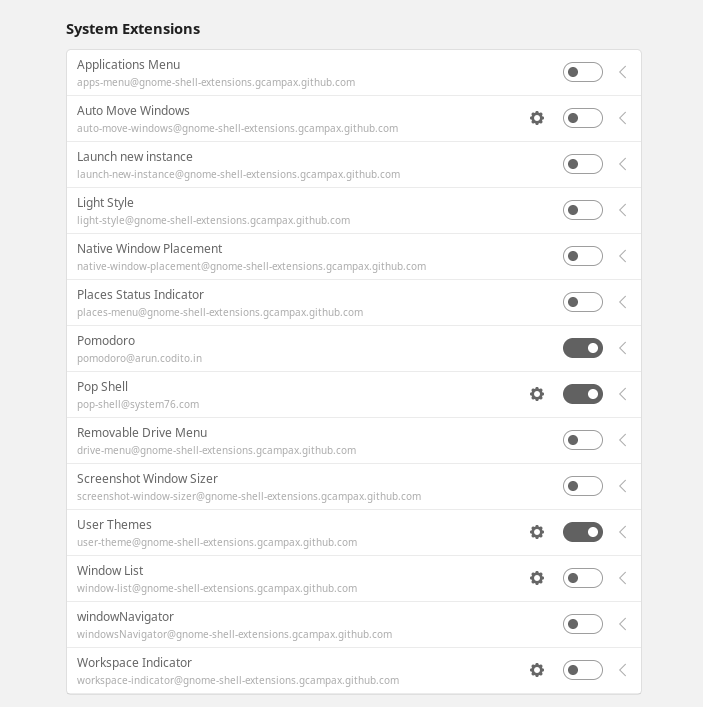 System Extensions
Applications Menu
apps-menu@gnome-shell-extensions.gcampax.github.com
Auto Move Windows
auto-move-windows@gnome-shell-extensions.gcampax.github.com
Launch new instance
launch-new-instance@gnome-shell-extensions.gcampax.github.com
Light Style
light-style@gnome-shell-extensions.gcampax.github.com
Native Window Placement
native-window-placement@gnome-shell-extensions.gcampax.github.com
Places Status Indicator
places-menu@gnome-shell-extensions.gcampax.github.com
Pomodoro
pomodoro@arun.codito.in
Pop Shell
pop-shell@system76.com
Removable Drive Menu
drive-menu@gnome-shell-extensions.gcampax.github.com
Screenshot Window Sizer
screenshot-window-sizer@gnome-shell-extensions.gcampax.github.com
User Themes
user-theme@gnome-shell-extensions.gcampax.github.com
Window List
window-list@gnome-shell-extensions.gcampax.github.com
windowNavigator
windowsNavigator@gnome-shell-extensions.gcampax.github.com
Workspace Indicator
workspace-indicator@gnome-shell-extensions.gcampax.github.com